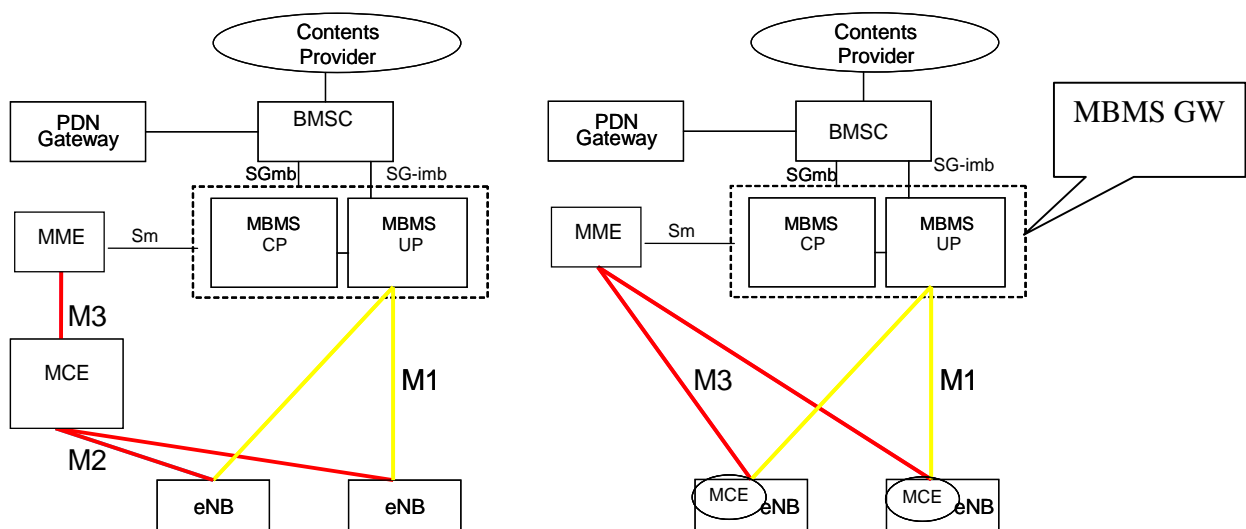 Contents
Provider
PDN
Gateway
BMSC
SGmb
SG-imb
MBMS
CP
MBMS
UP
MME
Sm
M3
MCE
M1
M2
eNB
eNB
Contents
Provider
MBMS GW
PDN
Gateway
BMSC
SGmb
SG-imb
MBMS
CP
MBMS
UP
MME
Sm
M3
M1
MCE
eNB
MCE
eNB